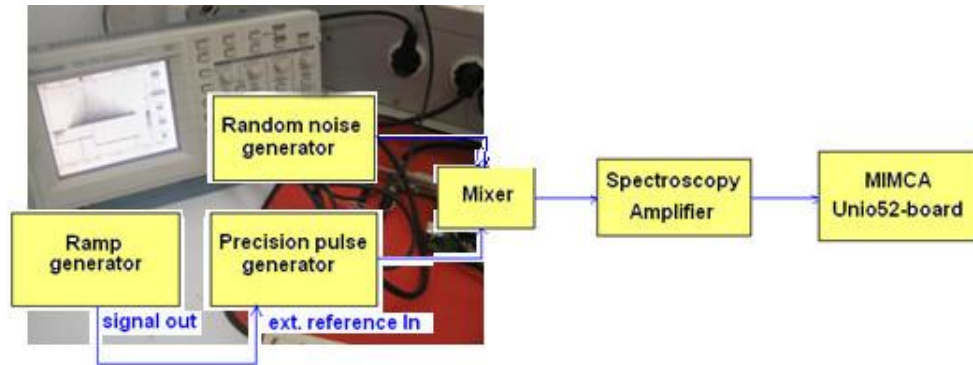 Random noise
generator
Mixer
Spectroscopy
Amplifier
MIMCA
Unio52-board
Ramp
generator
Precision pulse
generator
signal out
ext. reference In